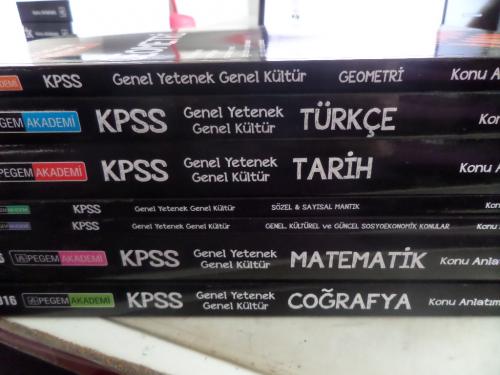 KPSS Genel Yetenek Genel Kültür GEOMETRİ Konu
PEGEM AKADEMİ KPSS Genel Yetenek Genel Kültür TÜRKÇE
PEGEM AKADEMİ KPSS Genel Yetenek Genel Kültür TARİH Konu
KPSS Genel Yetenek Genel Kültür SÖZEL & SAYISAL MANTIK
KPSS Genel Yetenek Genel Kültür GENEL, KÜLTÜREL ve GÜNCEL SOSYOEKONOMİK KONULAR
PEGEM AKADEMİ KPSS Genel Yetenek Genel Kültür MATEMATİK Konu Anlat
016 PEGEM AKADEMİ KPSS Genel Yetenek Genel Kültür COĞRAFYA Konu Anlatım